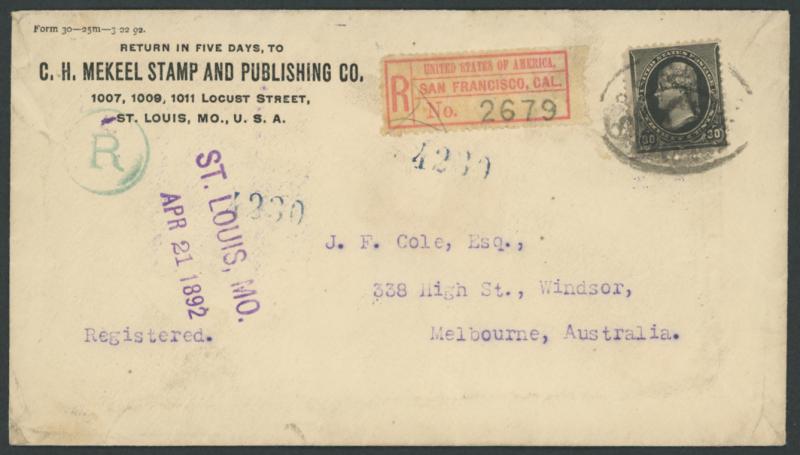 Form 30—25m—3 22 92.
RETURN IN FIVE DAYS, TO
C. H. MEKEEL STAMP AND PUBLISHING CO.
1007, 1009, 1011 LOCUST STREET,
ST. LOUIS, MO., U. S. A.
R
UNITED STATES OF AMERICA,
R SAN FRANCISCO, CAL.
No. 2679
UNITED STATES POSTAGE
30 30
ST. LOUIS, MO.
APR 21 1892
J. F. Cole, Esq.,
338 High St., Windsor,
Melbourne, Australia.
Registered.